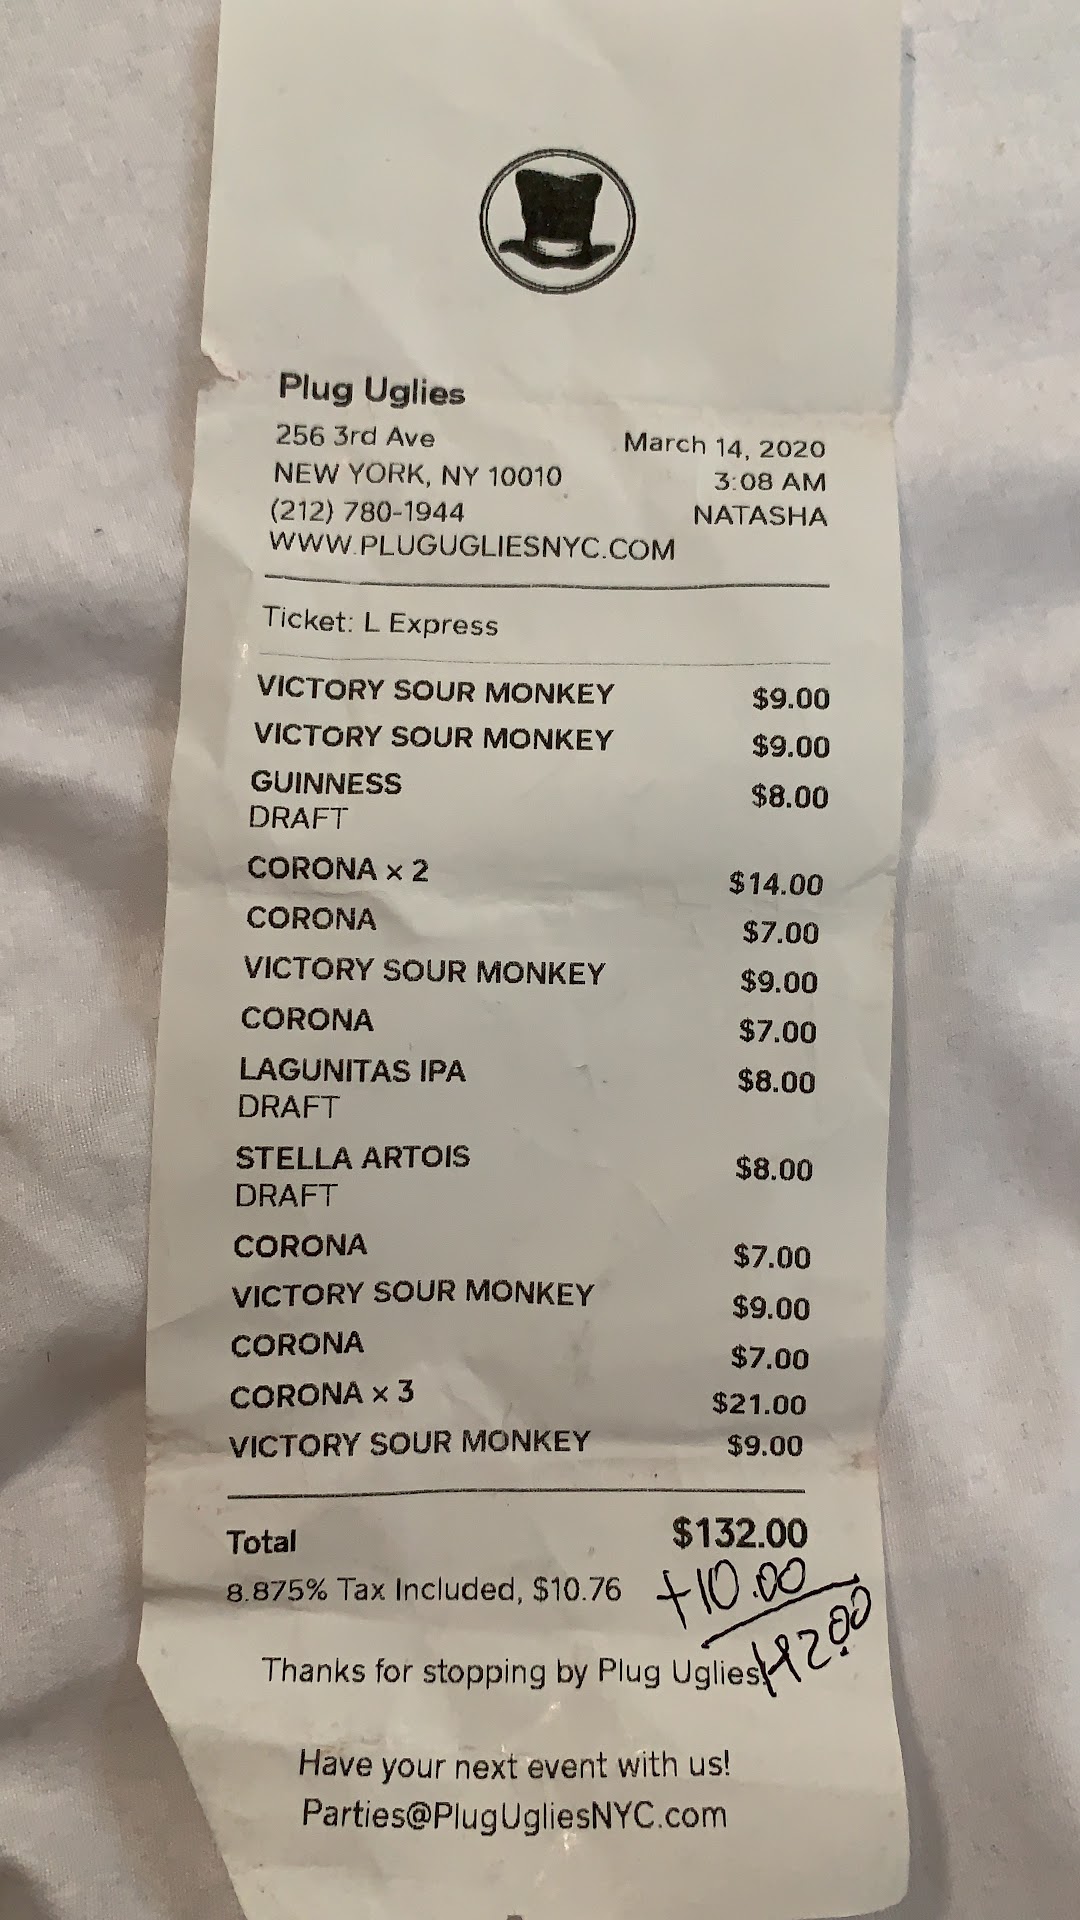 Plug Uglies
256 3rd Ave March 14, 2020
NEW YORK, NY 10010 3:08 AM
(212) 780-1944 NATASHA
WWW.PLUGUGLIESNYC.COM
Ticket: L Express
VICTORY SOUR MONKEY $9.00
VICTORY SOUR MONKEY $9.00
GUINNESS $8.00
DRAFT
CORONA x 2 $14.00
CORONA $7.00
VICTORY SOUR MONKEY $9.00
CORONA $7.00
LAGUNITAS IPA $8.00
DRAFT
STELLA ARTOIS $8.00
DRAFT
CORONA $7.00
VICTORY SOUR MONKEY $9.00
CORONA $7.00
CORONA x 3 $21.00
VICTORY SOUR MONKEY $9.00
Total $132.00
8.875% Tax Included, $10.76 +10.00
Thanks for stopping by Plug Uglies! 142.00
Have your next event with us!
Parties@PlugUgliesNYC.com